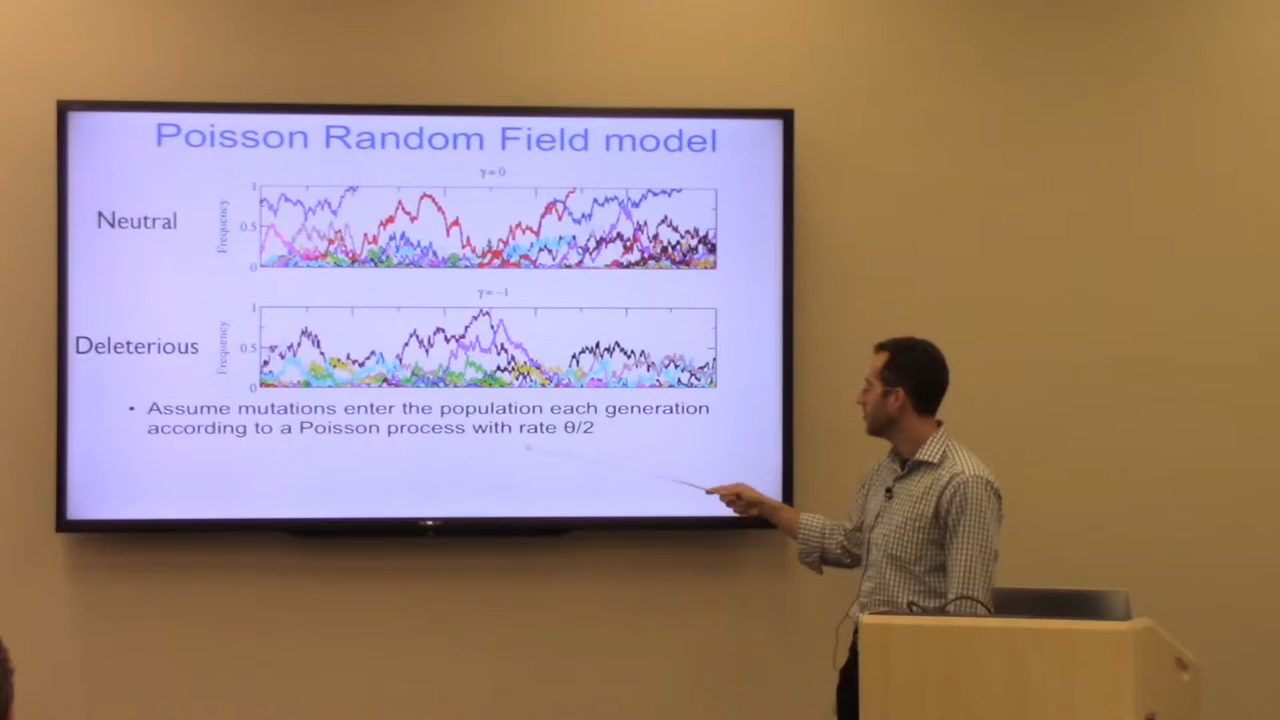 Poisson Random Field model
γ = 0
Neutral
Frequency
1
0.5
0
γ = −1
Deleterious
Frequency
1
0.5
0
• Assume mutations enter the population each generation
according to a Poisson process with rate θ/2